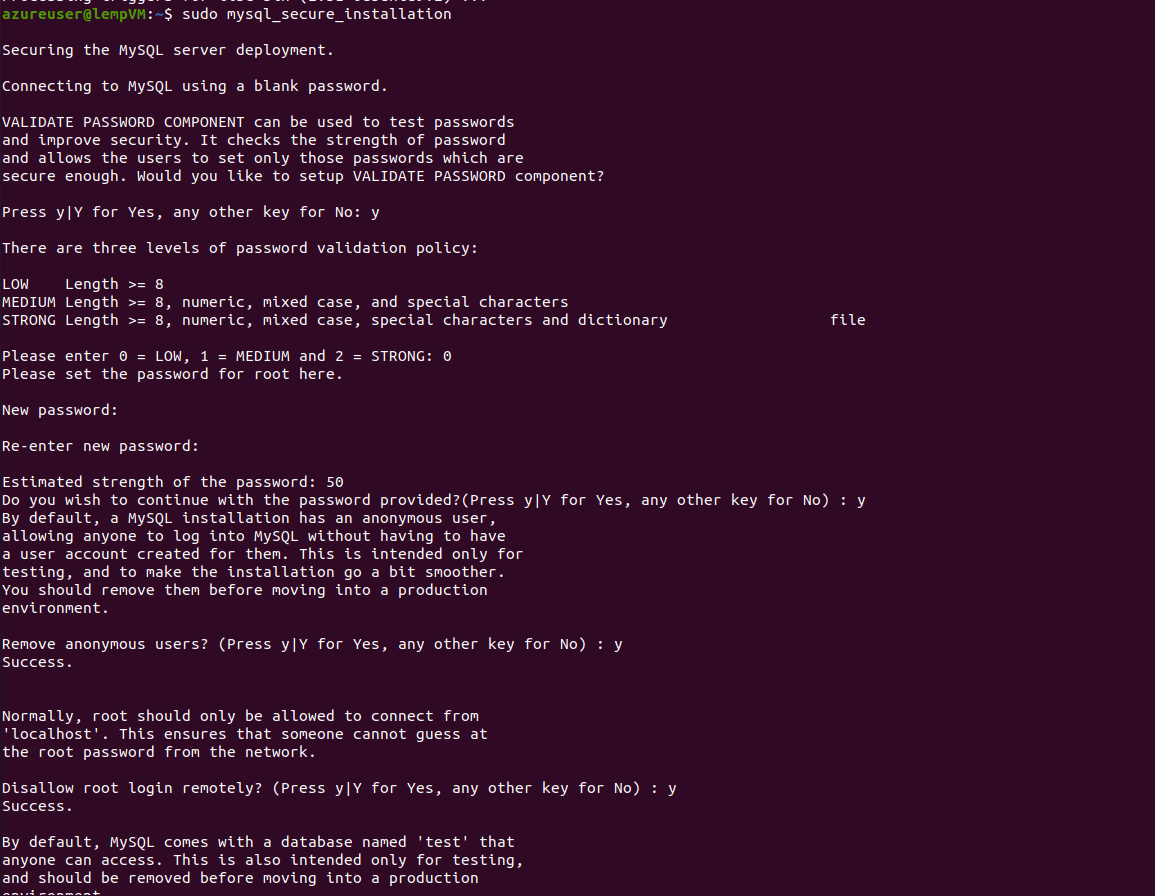 azureuser@lempVM:~$ sudo mysql_secure_installation
Securing the MySQL server deployment.
Connecting to MySQL using a blank password.
VALIDATE PASSWORD COMPONENT can be used to test passwords
and improve security. It checks the strength of password
and allows the users to set only those passwords which are
secure enough. Would you like to setup VALIDATE PASSWORD component?
Press y|Y for Yes, any other key for No: y
There are three levels of password validation policy:
LOW    Length >= 8
MEDIUM Length >= 8, numeric, mixed case, and special characters
STRONG Length >= 8, numeric, mixed case, special characters and dictionary                  file
Please enter 0 = LOW, 1 = MEDIUM and 2 = STRONG: 0
Please set the password for root here.
New password:
Re-enter new password:
Estimated strength of the password: 50
Do you wish to continue with the password provided?(Press y|Y for Yes, any other key for No) : y
By default, a MySQL installation has an anonymous user,
allowing anyone to log into MySQL without having to have
a user account created for them. This is intended only for
testing, and to make the installation go a bit smoother.
You should remove them before moving into a production
environment.
Remove anonymous users? (Press y|Y for Yes, any other key for No) : y
Success.
Normally, root should only be allowed to connect from
'localhost'. This ensures that someone cannot guess at
the root password from the network.
Disallow root login remotely? (Press y|Y for Yes, any other key for No) : y
Success.
By default, MySQL comes with a database named 'test' that
anyone can access. This is also intended only for testing,
and should be removed before moving into a production